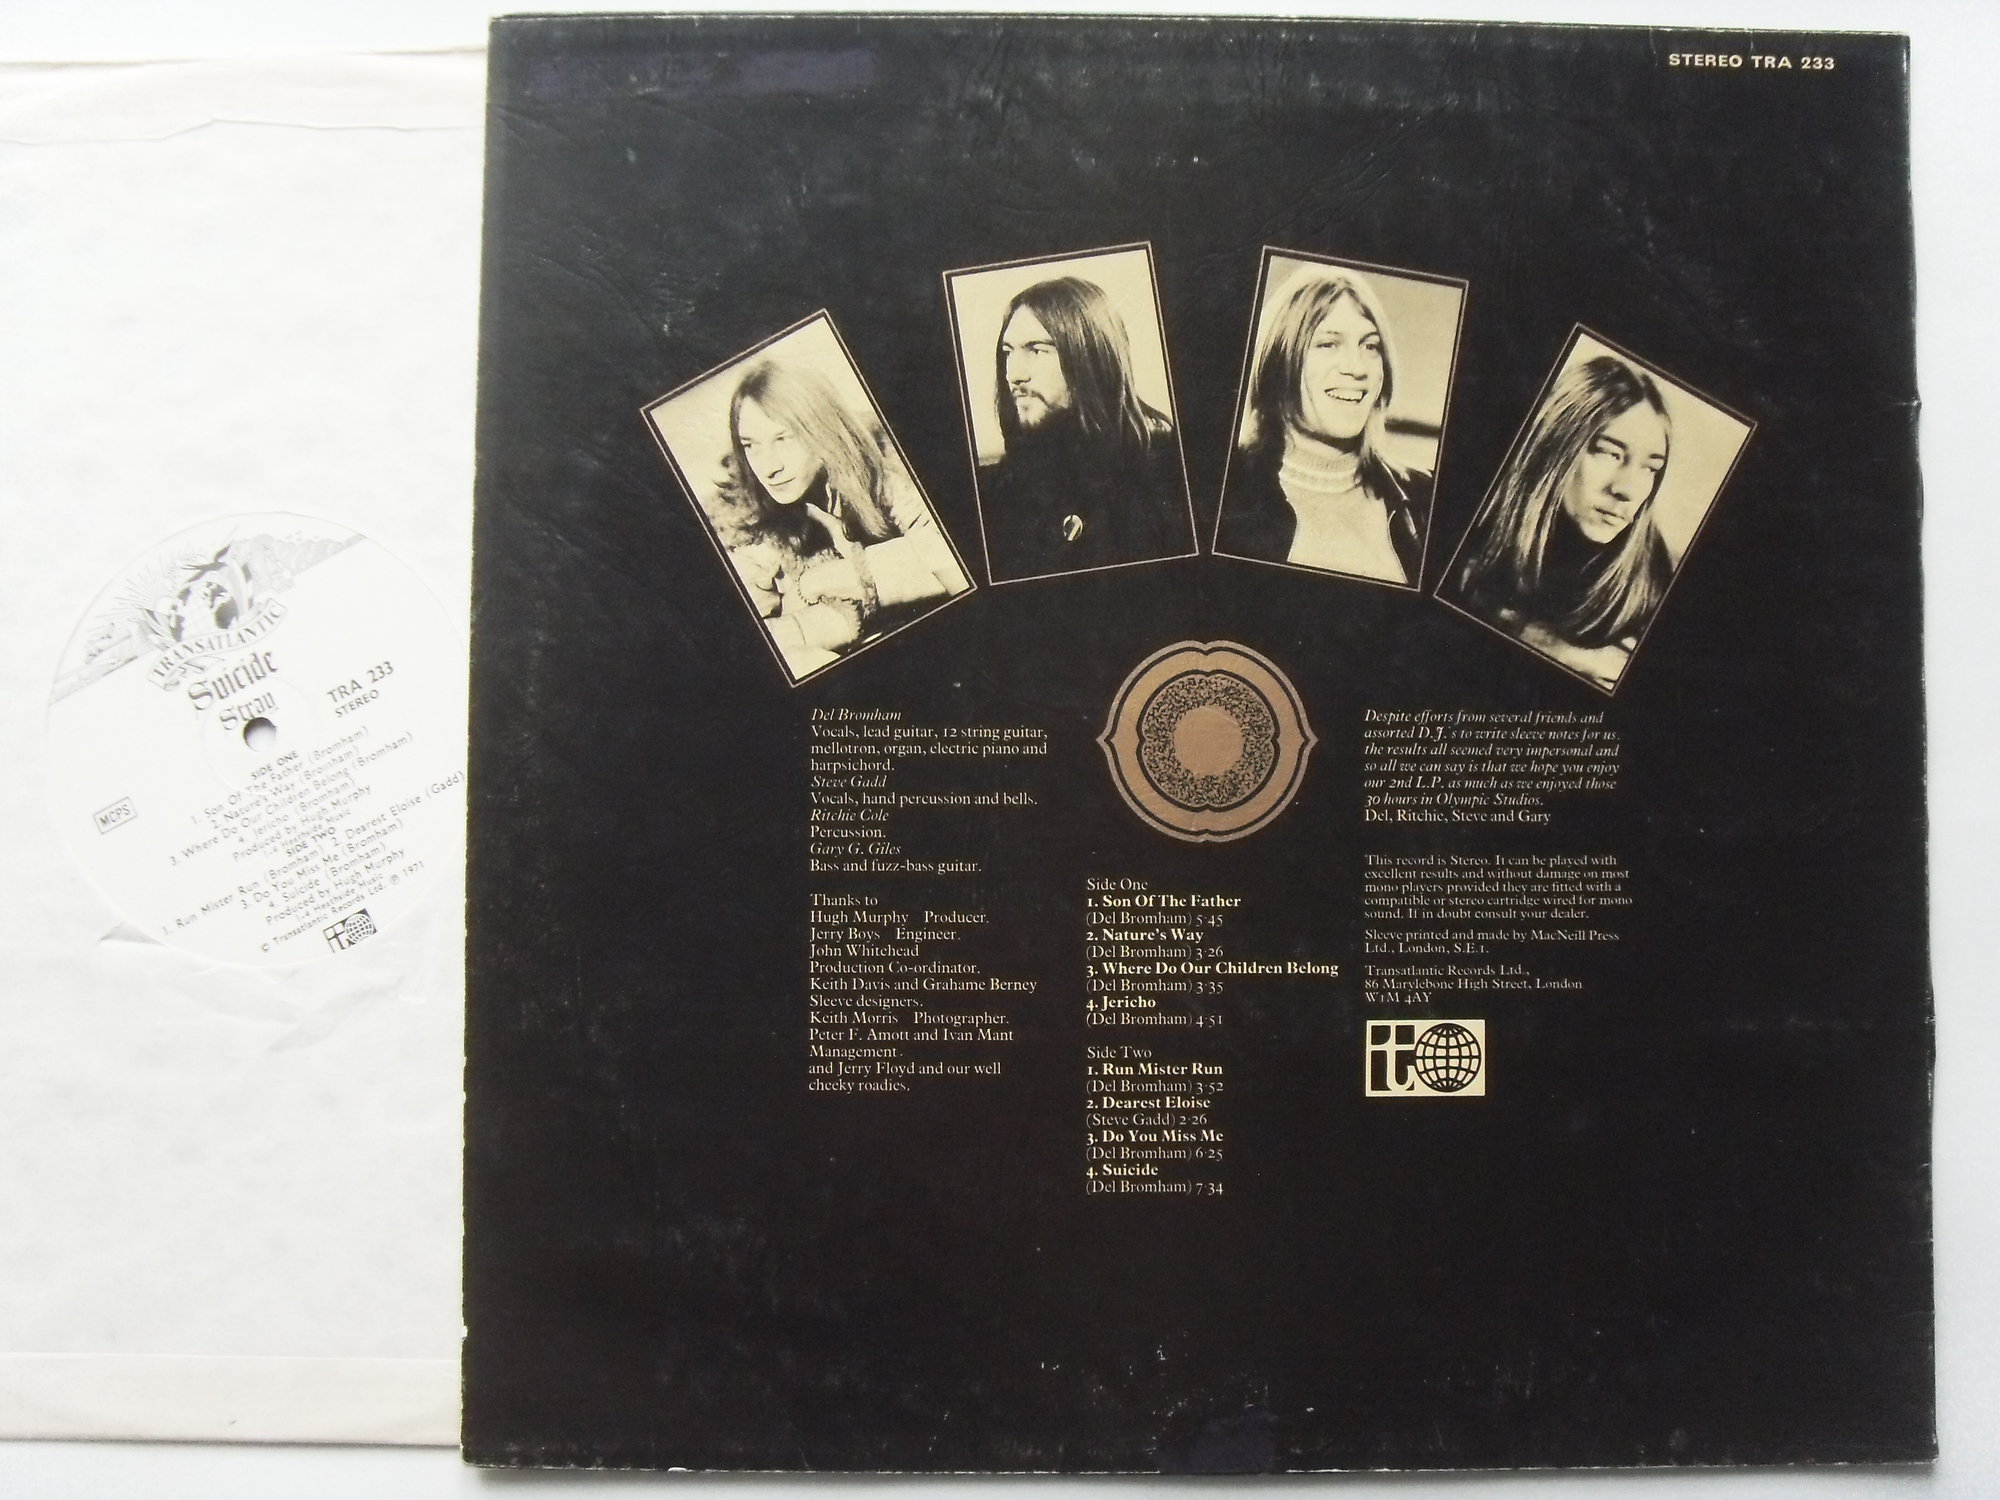 STEREO TRA 233
TRANSATLANTIC
Suicide
Stray
TRA 233
STEREO
MCPS
SIDE ONE
1. Son Of The Father (Bromham)
2. Nature's Way (Bromham)
3. Where Do Our Children Belong (Bromham)
4. Jericho (Bromham)
Produced by Hugh Murphy
1-4 Heathside Music
SIDE TWO
1. Run Mister Run (Bromham) 2. Dearest Eloise (Gadd)
3. Do You Miss Me (Bromham)
4. Suicide (Bromham)
Produced by Hugh Murphy
1-4 Heathside Music
© Transatlantic Records Ltd. ℗ 1971
Del Bromham
Vocals, lead guitar, 12 string guitar,
mellotron, organ, electric piano and
harpsichord.
Steve Gadd
Vocals, hand percussion and bells.
Ritchie Cole
Percussion.
Gary G. Giles
Bass and fuzz-bass guitar.
Thanks to
Hugh Murphy Producer.
Jerry Boys Engineer.
John Whitehead
Production Co-ordinator.
Keith Davis and Grahame Berney
Sleeve designers.
Keith Morris Photographer.
Peter F. Amott and Ivan Mant
Management.
and Jerry Floyd and our well
cheeky roadies.
Side One
1. Son Of The Father
(Del Bromham) 5·45
2. Nature's Way
(Del Bromham) 3·26
3. Where Do Our Children Belong
(Del Bromham) 3·35
4. Jericho
(Del Bromham) 4·51
Side Two
1. Run Mister Run
(Del Bromham) 3·52
2. Dearest Eloise
(Steve Gadd) 2·26
3. Do You Miss Me
(Del Bromham) 6·25
4. Suicide
(Del Bromham) 7·34
Despite efforts from several friends and
assorted D.J.'s to write sleeve notes for us,
the results all seemed very impersonal and
so all we can say is that we hope you enjoy
our 2nd L.P. as much as we enjoyed those
30 hours in Olympic Studios.
Del, Ritchie, Steve and Gary
This record is Stereo. It can be played with
excellent results and without damage on most
mono players provided they are fitted with a
compatible or stereo cartridge wired for mono
sound. If in doubt consult your dealer.
Sleeve printed and made by MacNeill Press
Ltd., London, S.E.1.
Transatlantic Records Ltd.,
86 Marylebone High Street, London
W1M 4AY